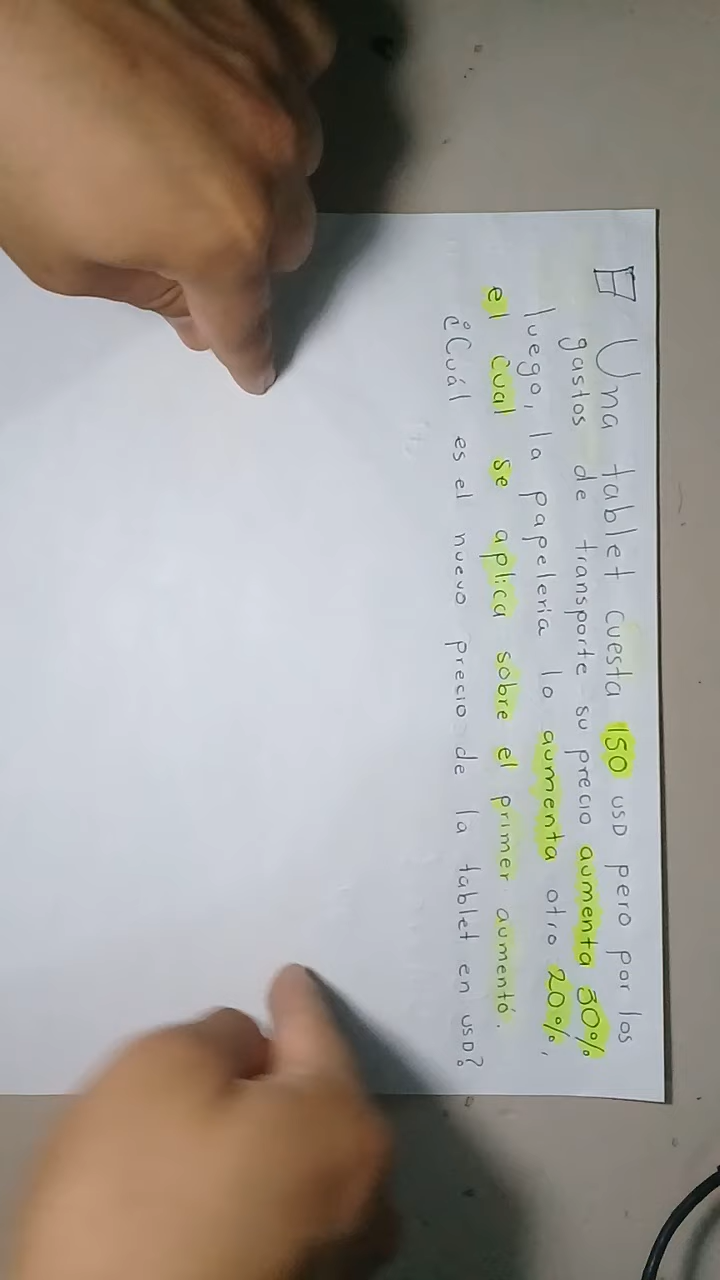 Una tablet cuesta 150 USD pero por los
gastos de transporte su precio aumenta 30%
luego, la papelería lo aumenta otro 20%,
el cual se aplica sobre el primer aumentó.
¿Cuál es el nuevo precio de la tablet en USD?